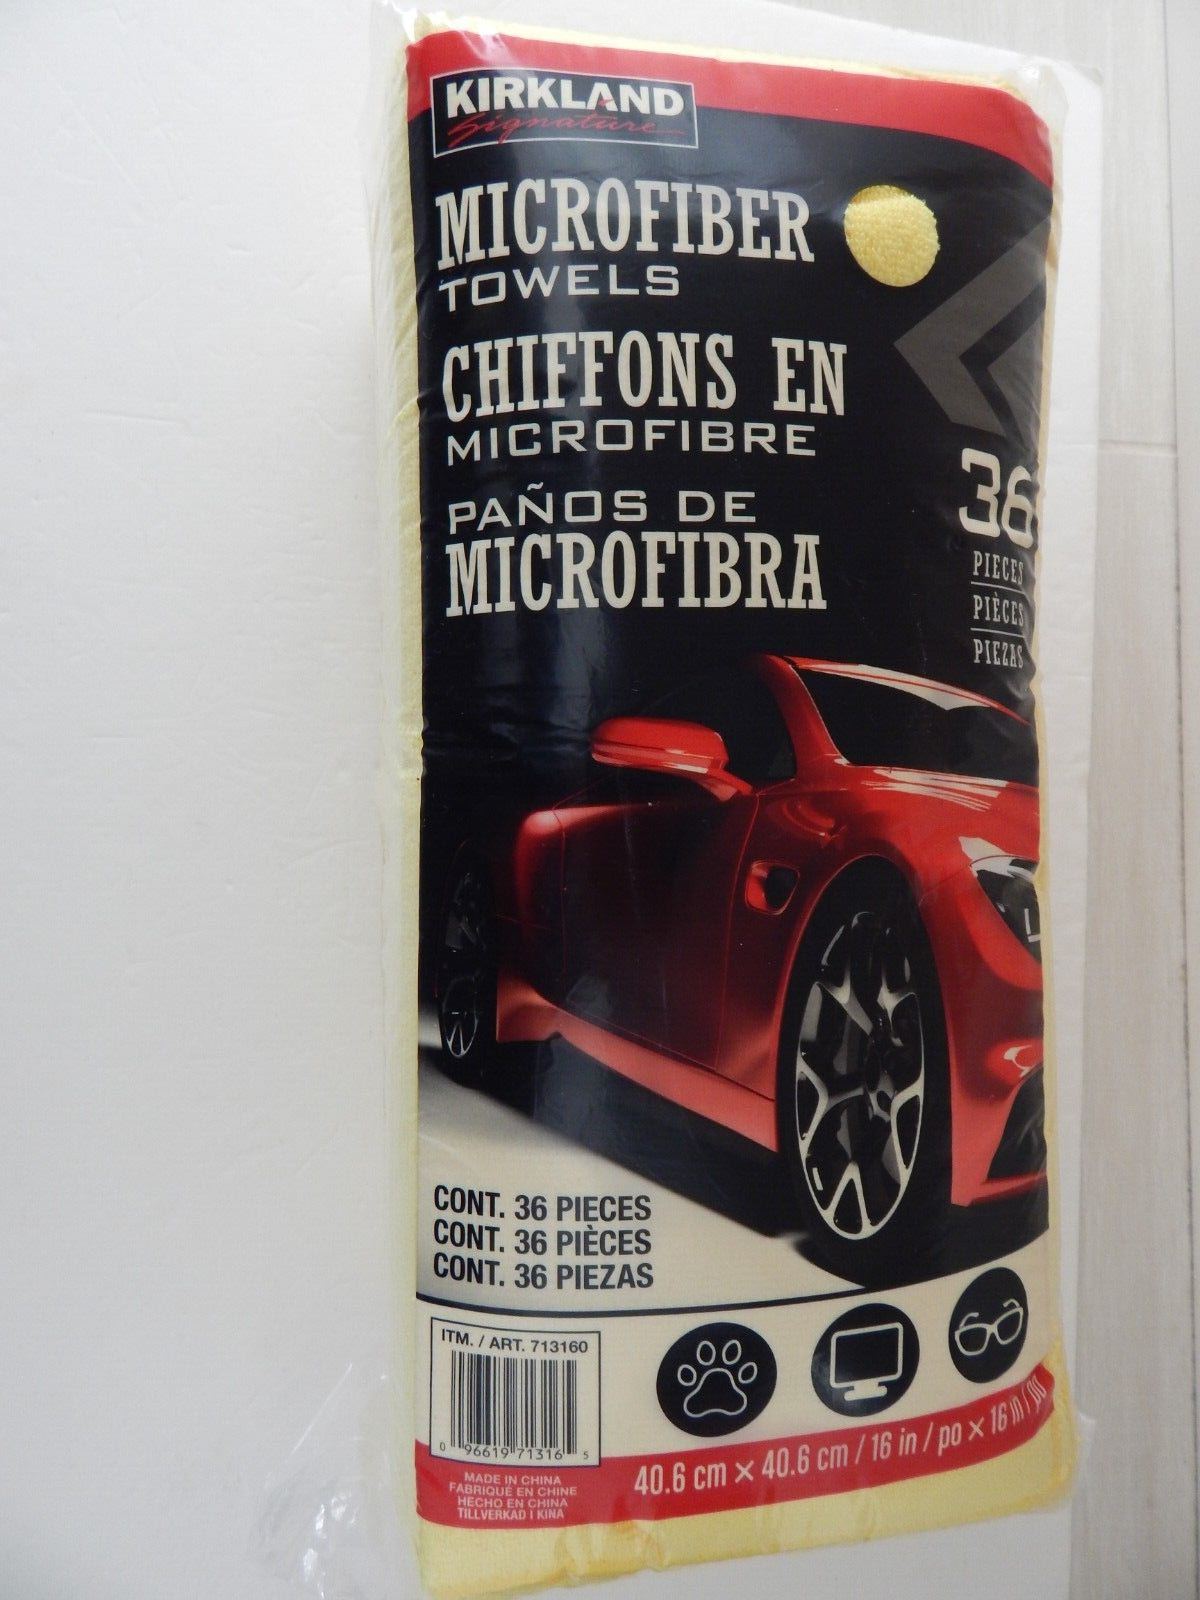 KIRKLAND
Signature
MICROFIBER
TOWELS
CHIFFONS EN
MICROFIBRE
PAÑOS DE
MICROFIBRA
36
PIECES
PIÈCES
PIEZAS
CONT. 36 PIECES
CONT. 36 PIÈCES
CONT. 36 PIEZAS
ITM. / ART. 713160
0 96619 71316 5
MADE IN CHINA
FABRIQUÉ EN CHINE
HECHO EN CHINA
TILLVERKAD I KINA
40.6 cm × 40.6 cm / 16 in / po × 16 in / po